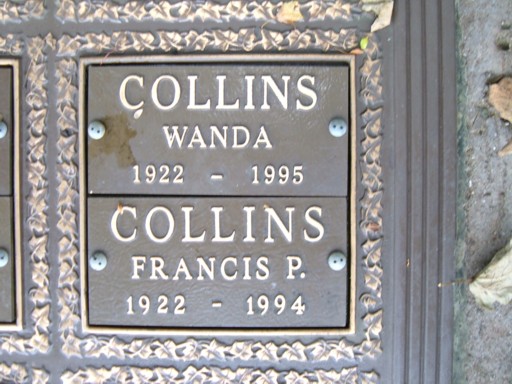 COLLINS
WANDA
1922 - 1995
COLLINS
FRANCIS P.
1922 - 1994